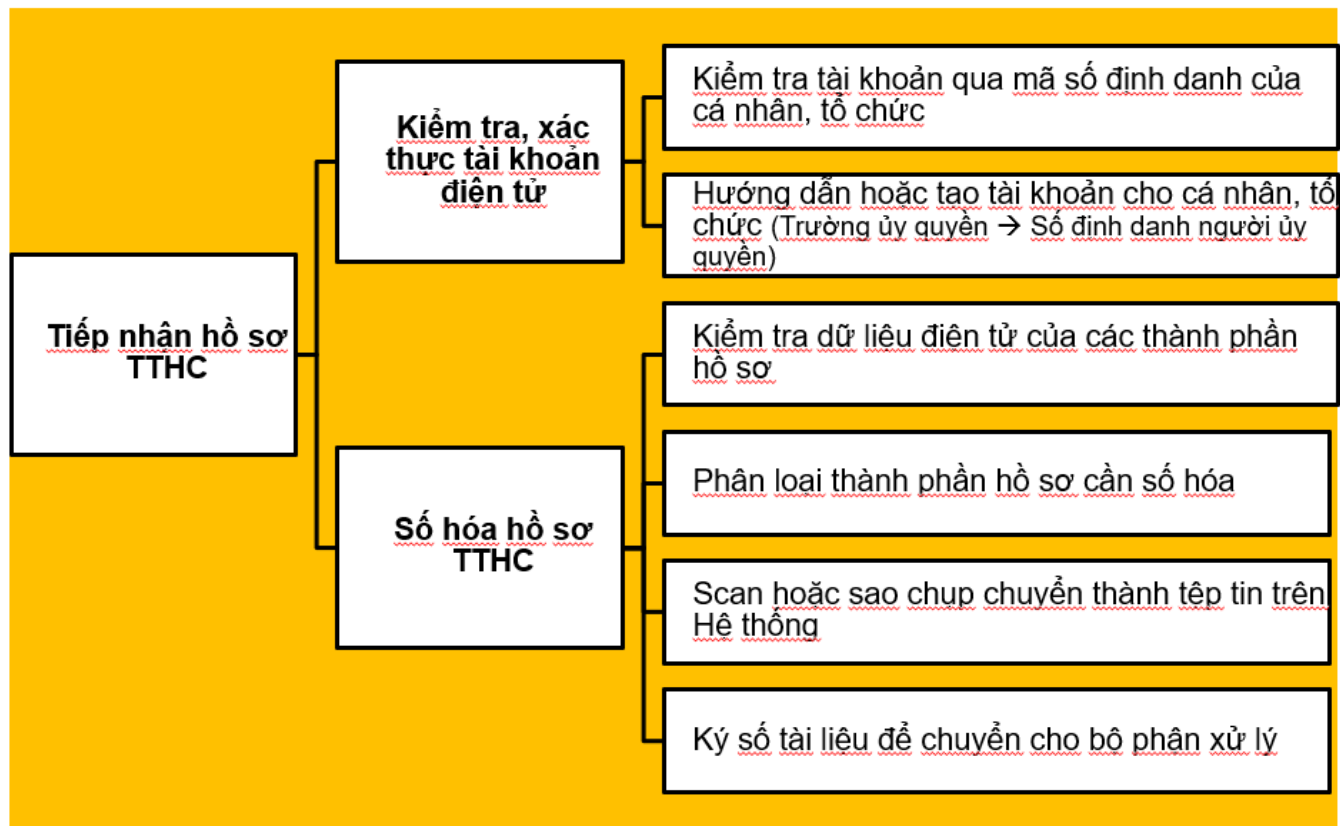 Tiếp nhận hồ sơ
TTHC
Kiểm tra, xác
thực tài khoản
điện tử
Kiểm tra tài khoản qua mã số định danh của
cá nhân, tổ chức
Hướng dẫn hoặc tạo tài khoản cho cá nhân, tổ
chức (Trường ủy quyền → Số định danh người ủy
quyền)
Số hóa hồ sơ
TTHC
Kiểm tra dữ liệu điện tử của các thành phần
hồ sơ
Phân loại thành phần hồ sơ cần số hóa
Scan hoặc sao chụp chuyển thành tệp tin trên
Hệ thống
Ký số tài liệu để chuyển cho bộ phận xử lý